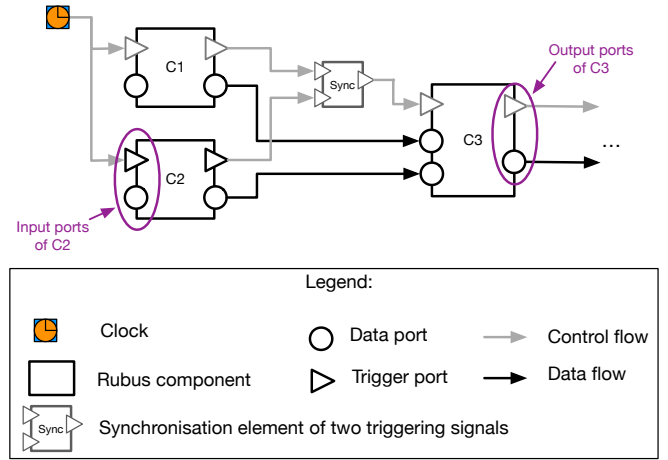 C1
Sync
Output ports
of C3
C3
...
C2
Input ports
of C2
Legend:
Clock
Data port
Control flow
Rubus component
Trigger port
Data flow
Sync
Synchronisation element of two triggering signals